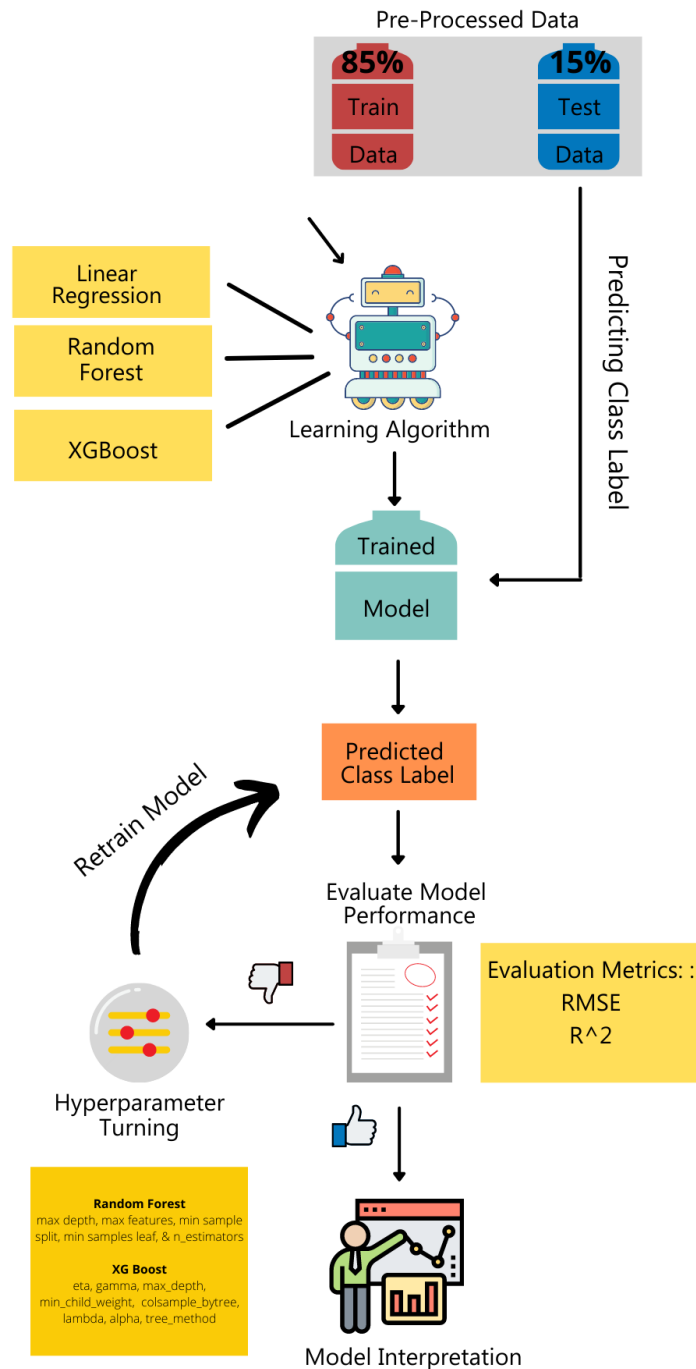 Pre-Processed Data
85%
Train
Data
15%
Test
Data
Predicting Class Label
Linear
Regression
Random
Forest
XGBoost
Learning Algorithm
Trained
Model
Predicted
Class Label
Retrain Model
Evaluate Model
Performance
Evaluation Metrics: :
RMSE
R^2
Hyperparameter
Turning
Random Forest
max depth, max features, min sample
split, min samples leaf, & n_estimators
XG Boost
eta, gamma, max_depth,
min_child_weight, colsample_bytree,
lambda, alpha, tree_method
Model Interpretation